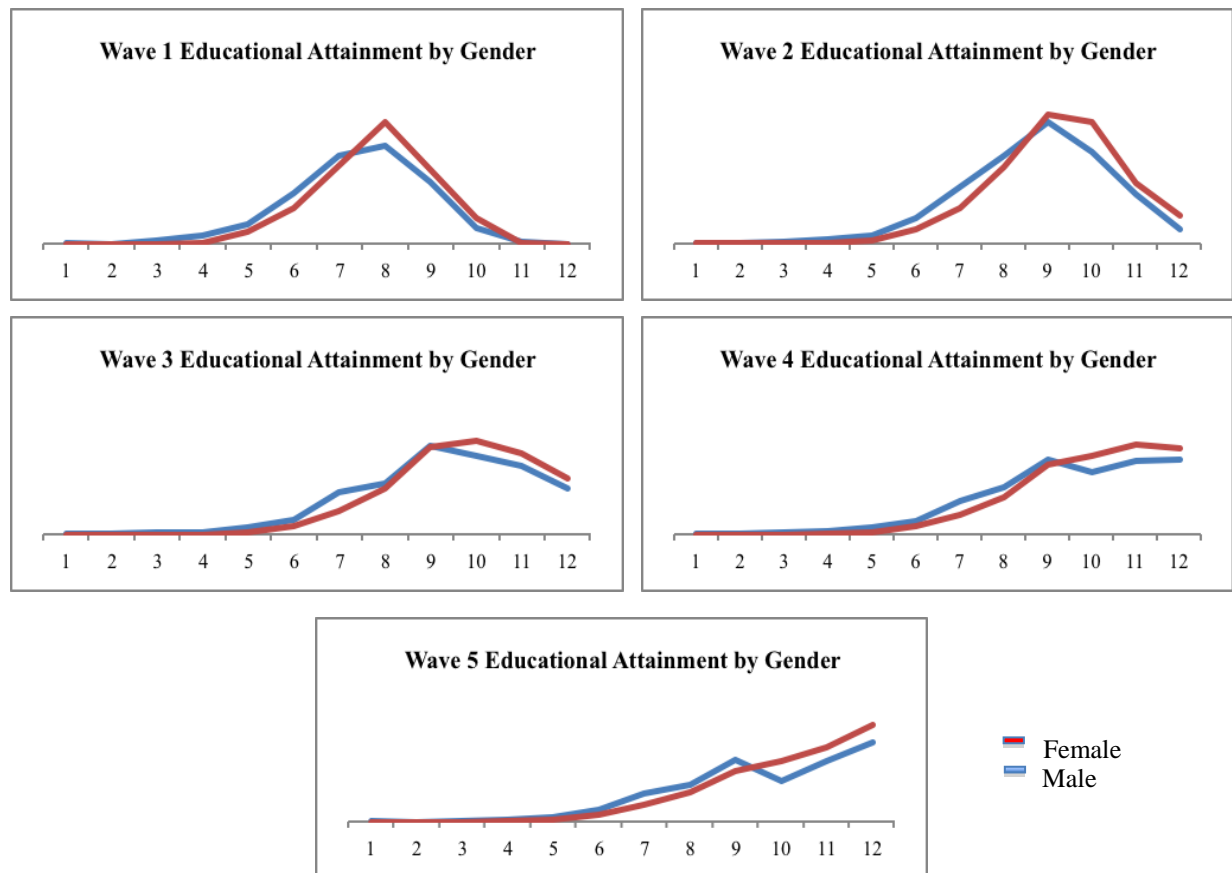 Wave 1 Educational Attainment by Gender
1 2 3 4 5 6 7 8 9 10 11 12
Wave 2 Educational Attainment by Gender
1 2 3 4 5 6 7 8 9 10 11 12
Wave 3 Educational Attainment by Gender
1 2 3 4 5 6 7 8 9 10 11 12
Wave 4 Educational Attainment by Gender
1 2 3 4 5 6 7 8 9 10 11 12
Wave 5 Educational Attainment by Gender
1 2 3 4 5 6 7 8 9 10 11 12
Female
Male